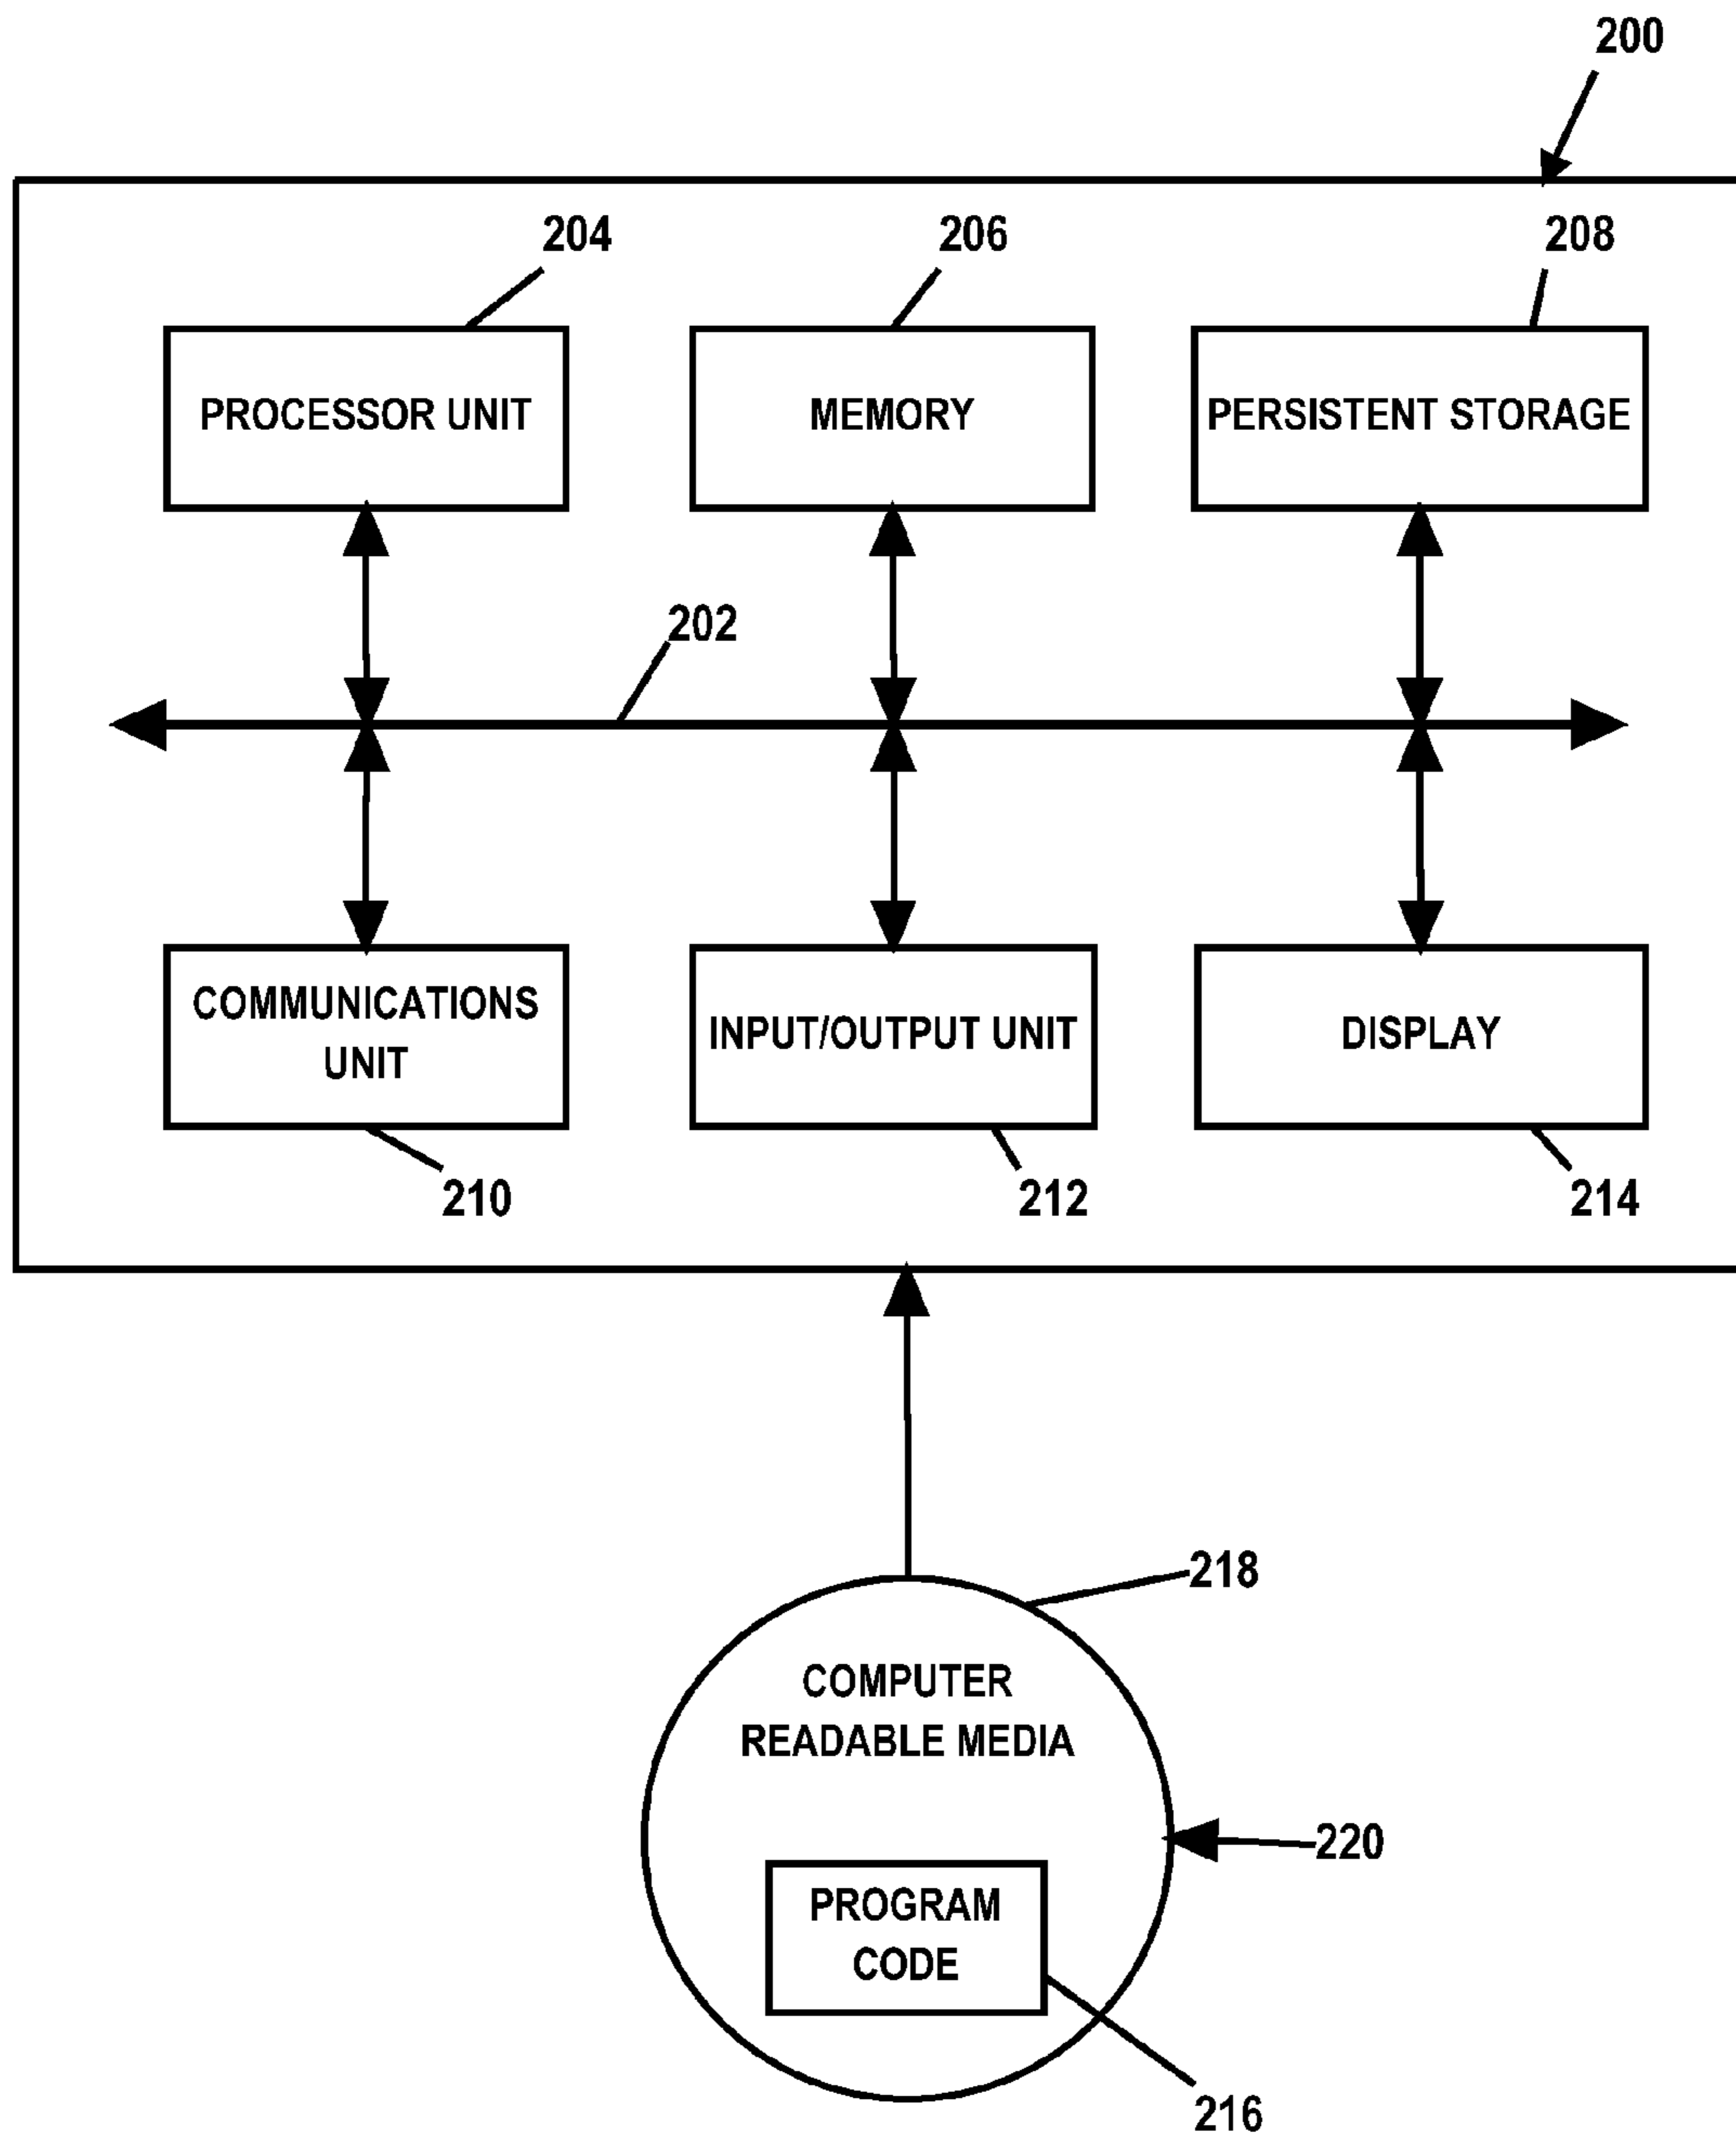 200
204
206
208
PROCESSOR UNIT
MEMORY
PERSISTENT STORAGE
202
COMMUNICATIONS
UNIT
INPUT/OUTPUT UNIT
DISPLAY
210
212
214
218
COMPUTER
READABLE MEDIA
220
PROGRAM
CODE
216